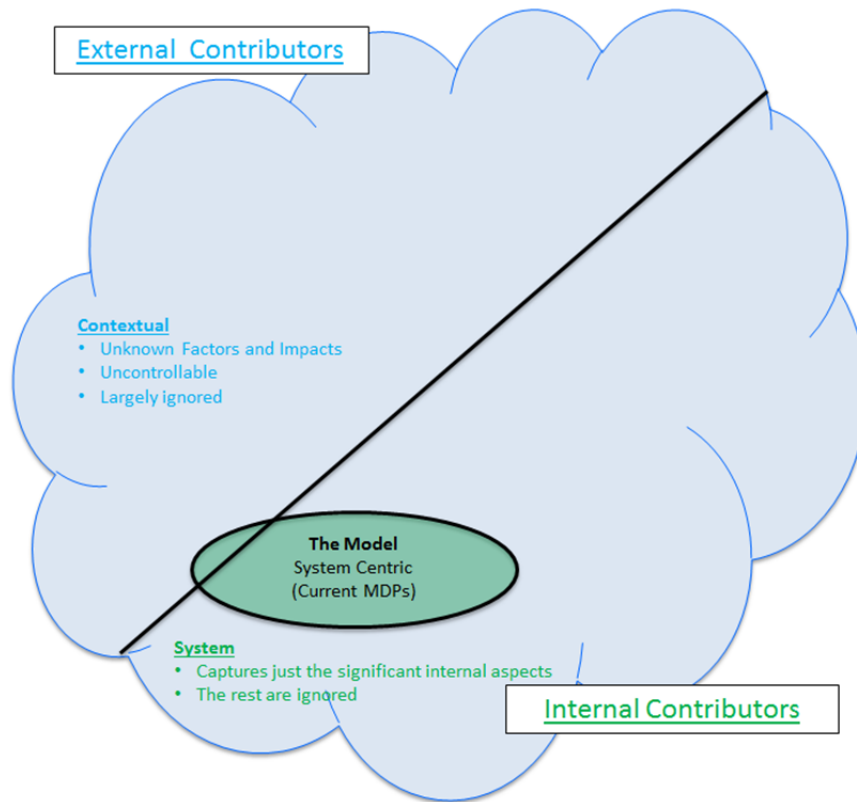 External Contributors
Contextual
• Unknown Factors and Impacts
• Uncontrollable
• Largely ignored
The Model
System Centric
(Current MDPs)
System
• Captures just the significant internal aspects
• The rest are ignored
Internal Contributors